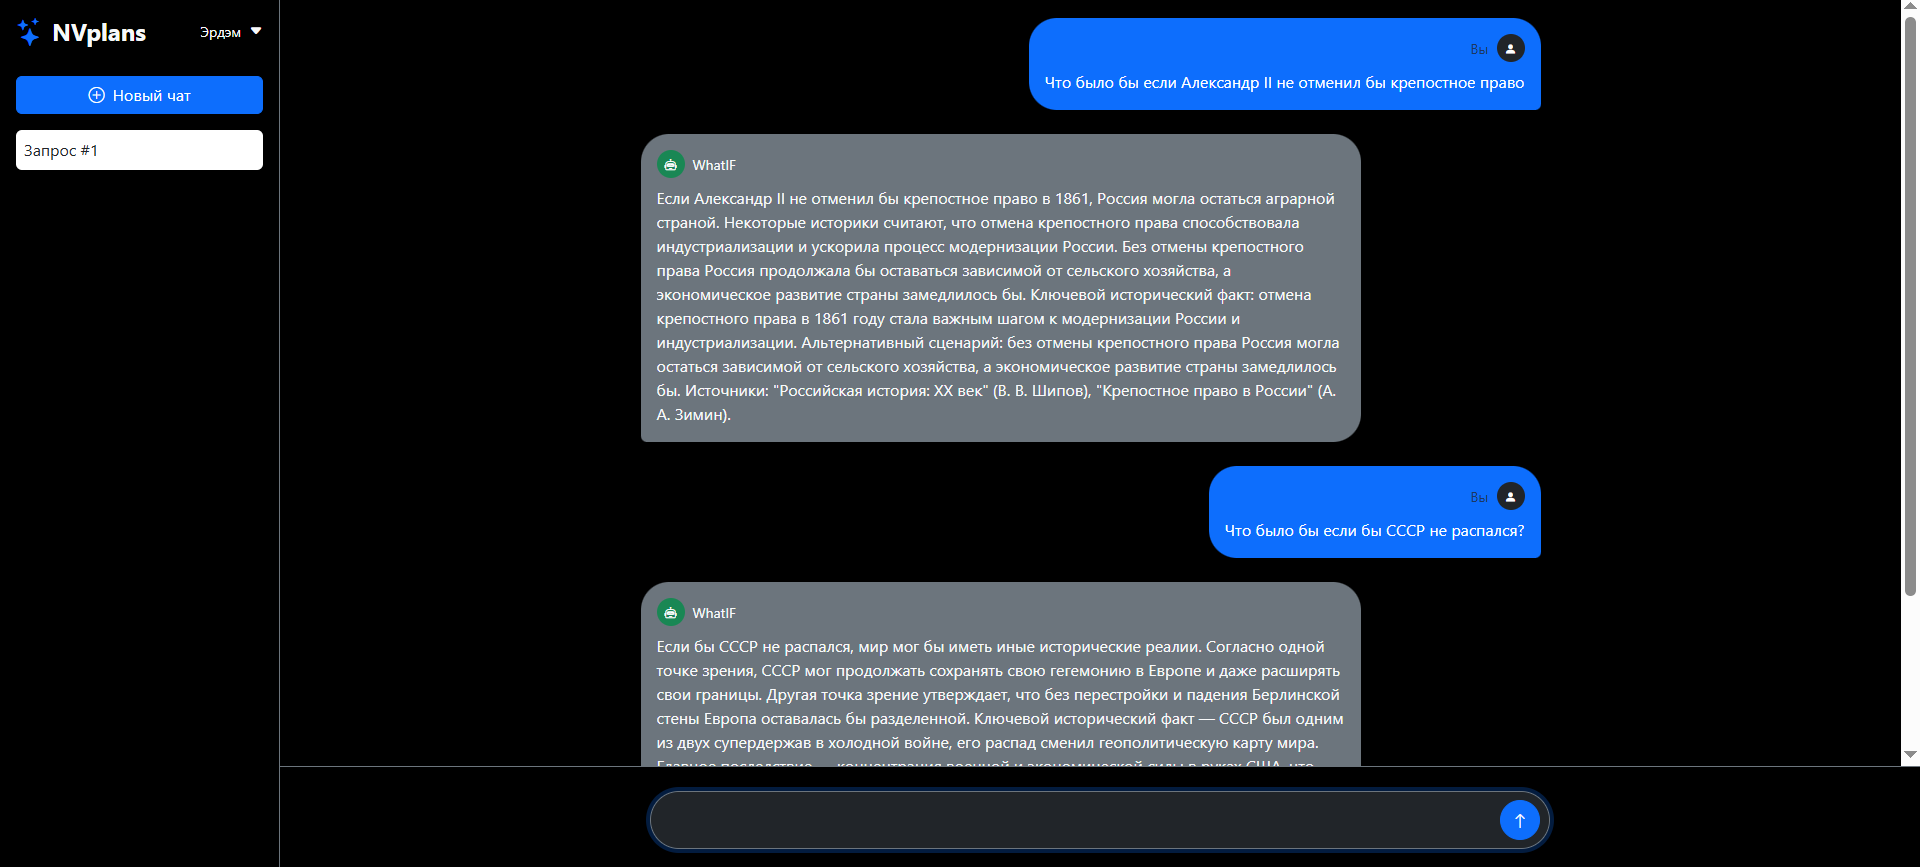 NVplans
Эрдэм
Новый чат
Запрос #1
Вы
Что было бы если Александр II не отменил бы крепостное право
WhatIF
Если Александр II не отменил бы крепостное право в 1861, Россия могла остаться аграрной
страной. Некоторые историки считают, что отмена крепостного права способствовала
индустриализации и ускорила процесс модернизации России. Без отмены крепостного
права Россия продолжала бы оставаться зависимой от сельского хозяйства, а
экономическое развитие страны замедлилось бы. Ключевой исторический факт: отмена
крепостного права в 1861 году стала важным шагом к модернизации России и
индустриализации. Альтернативный сценарий: без отмены крепостного права Россия могла
остаться зависимой от сельского хозяйства, а экономическое развитие страны замедлилось
бы. Источники: "Российская история: XX век" (В. В. Шипов), "Крепостное право в России" (А.
А. Зимин).
Вы
Что было бы если бы СССР не распался?
WhatIF
Если бы СССР не распался, мир мог бы иметь иные исторические реалии. Согласно одной
точке зрения, СССР мог продолжать сохранять свою гегемонию в Европе и даже расширять
свои границы. Другая точка зрение утверждает, что без перестройки и падения Берлинской
стены Европа оставалась бы разделенной. Ключевой исторический факт — СССР был одним
из двух супердержав в холодной войне, его распад сменил геополитическую карту мира.
Главное последствие — концентрация военной и экономической силы в руках США, что